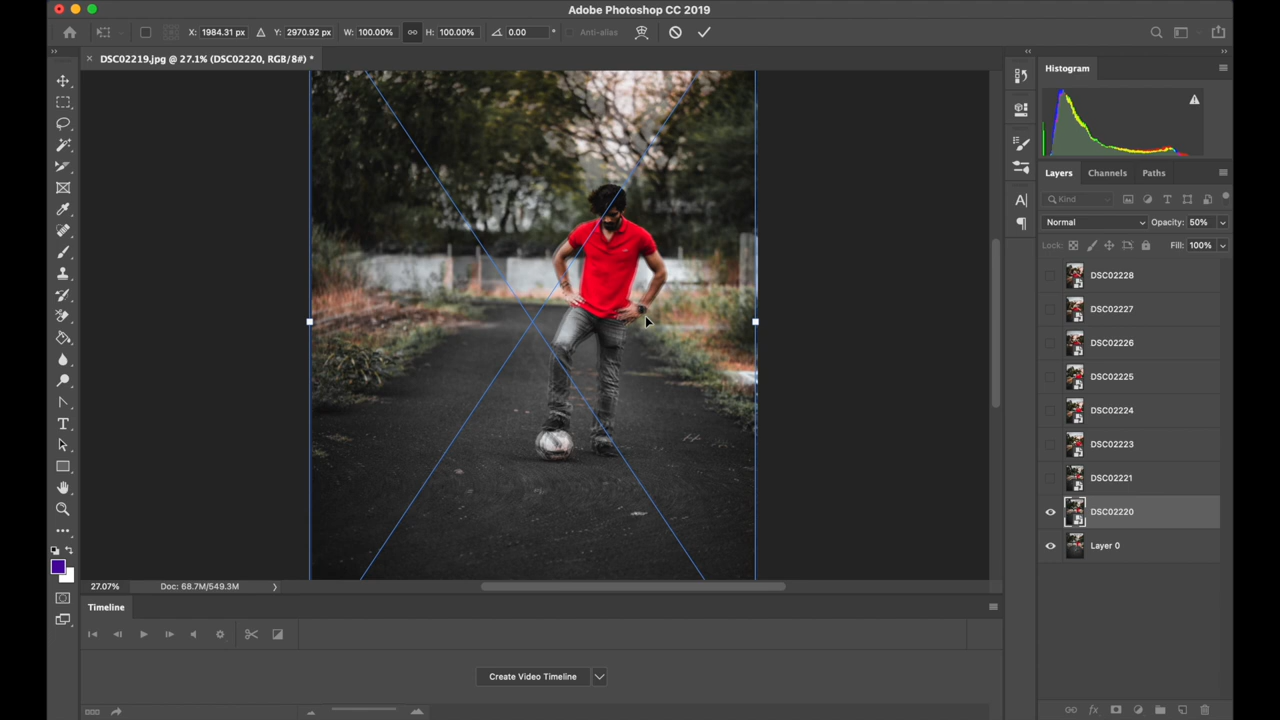 Adobe Photoshop CC 2019
X: 1984.31 px Y: 2970.92 px W: 100.00% H: 100.00% 0.00 ° Anti-alias
× DSC02219.jpg @ 27.1% (DSC02220, RGB/8#) *
Histogram
Layers Channels Paths
Kind
Normal Opacity: 50%
Lock: Fill: 100%
DSC02228
DSC02227
DSC02226
DSC02225
DSC02224
DSC02223
DSC02221
DSC02220
Layer 0
27.07% Doc: 68.7M/549.3M
Timeline
Create Video Timeline